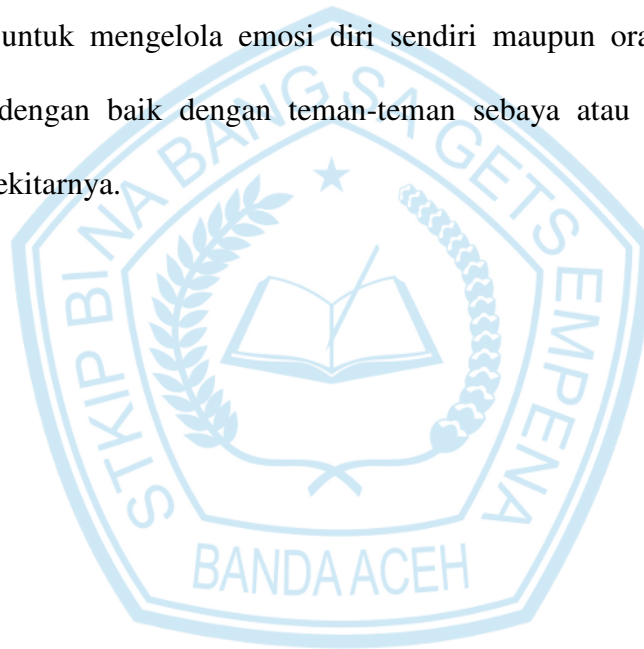 untuk mengelola emosi diri sendiri maupun ora
dengan baik dengan teman-teman sebaya atau
ekitarnya.
STKIP BINA BANGSA GETSEMPENA
BANDA ACEH